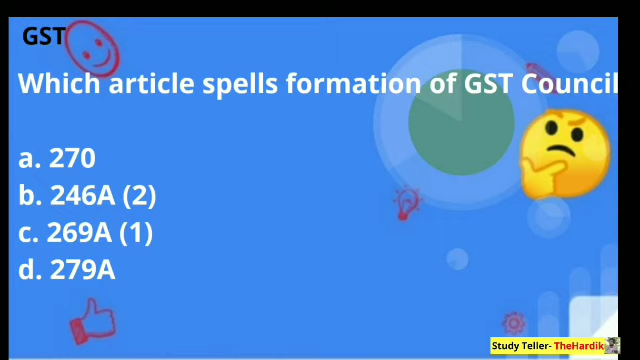 GST
Which article spells formation of GST Council
a. 270
b. 246A (2)
c. 269A (1)
d. 279A
Study Teller- TheHardik